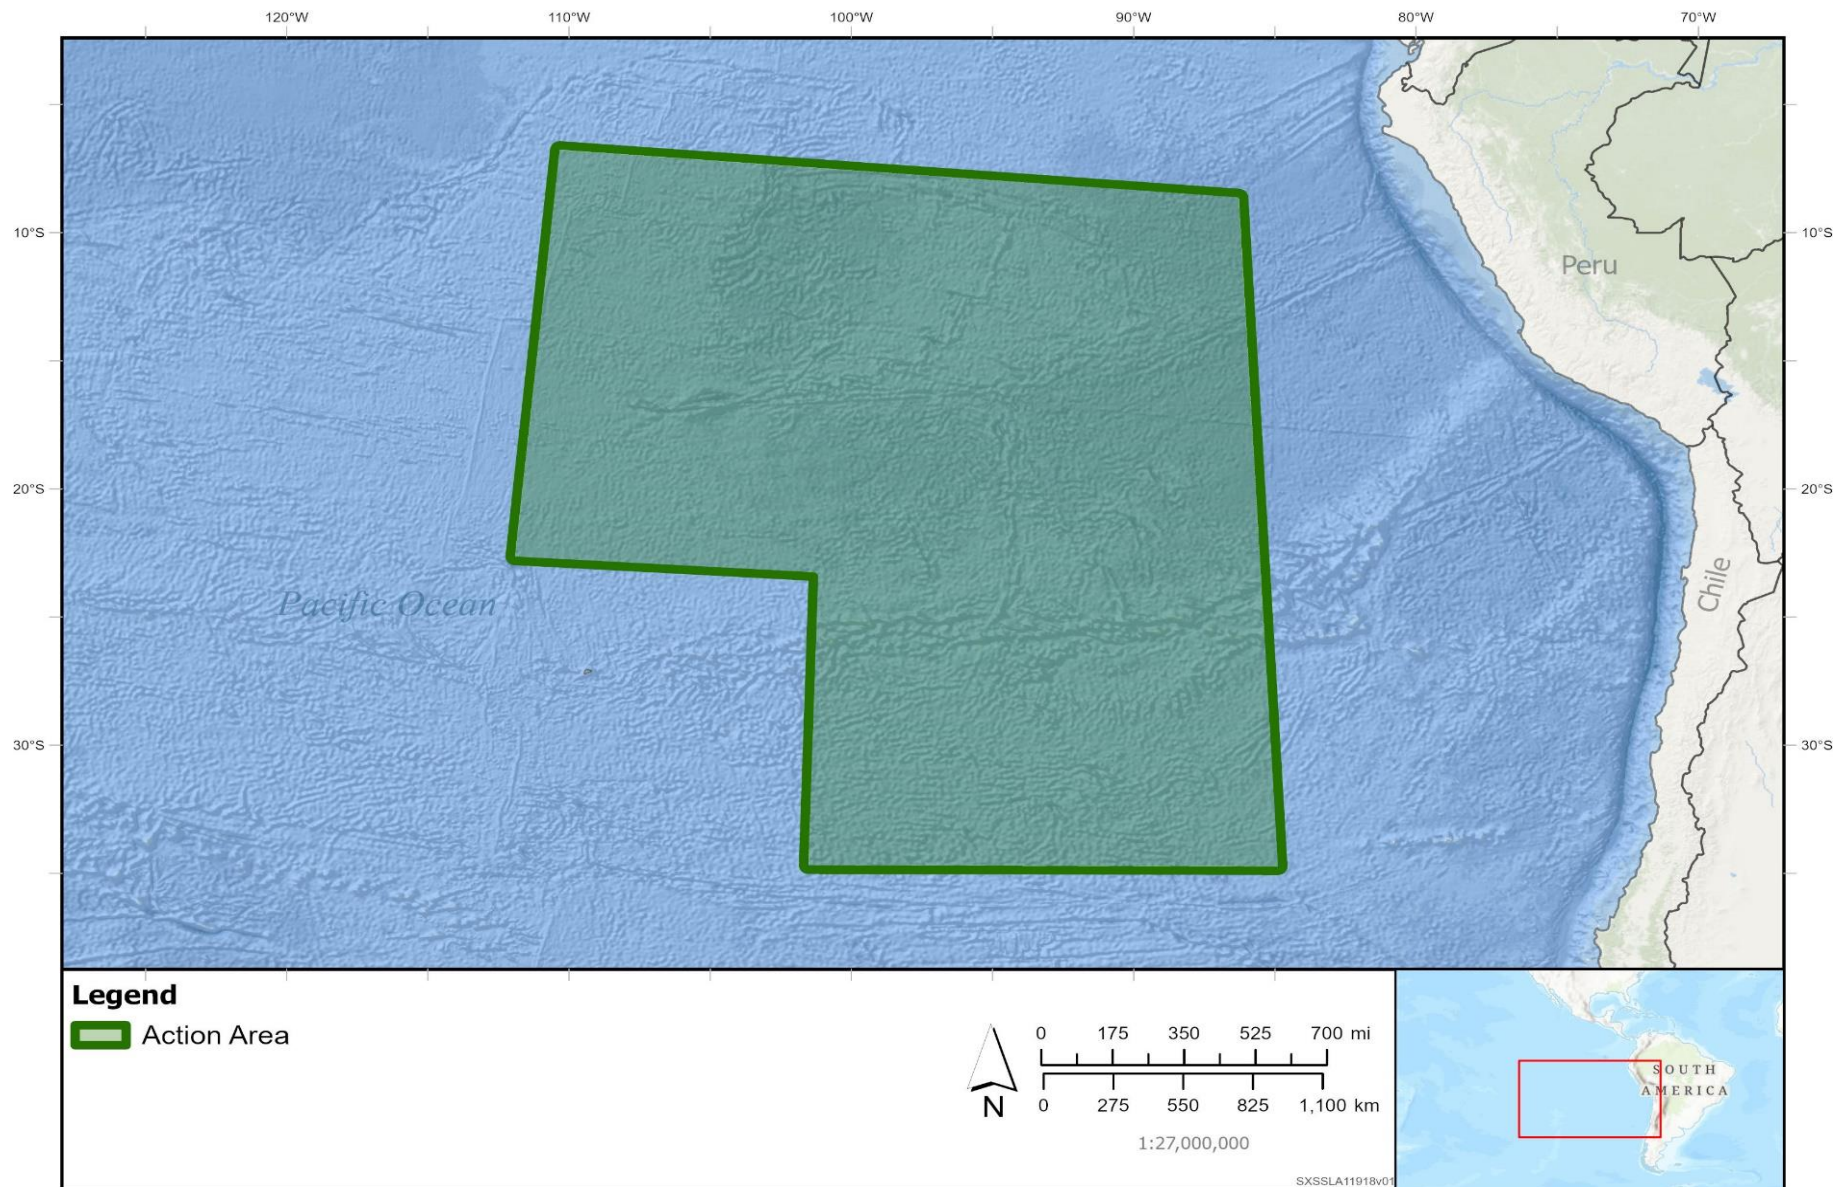 120°W 110°W 100°W 90°W 80°W 70°W
10°S 10°S
Peru
20°S 20°S
Chile
Pacific Ocean
30°S 30°S
Legend
Action Area
0 175 350 525 700 mi
0 275 550 825 1,100 km
N
1:27,000,000
SXSSLA11918v01
SOUTH
AMERICA